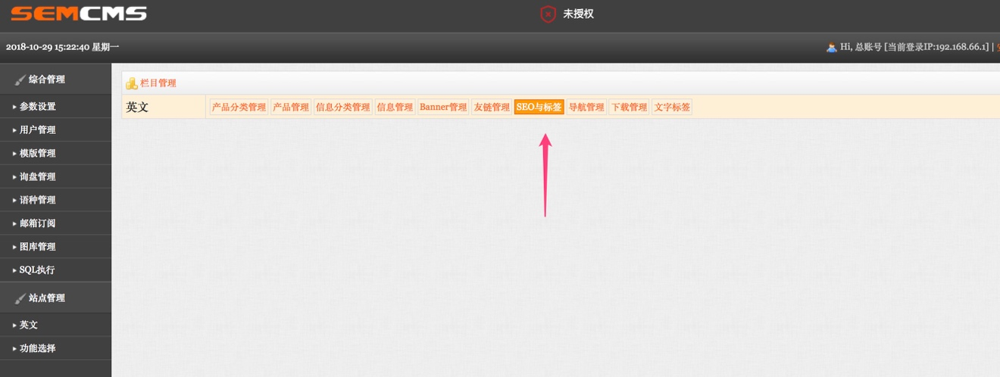 SEMCMS
未授权
2018-10-29 15:22:40 星期一
Hi, 总账号 [当前登录IP:192.168.66.1] |
综合管理
参数设置
用户管理
模版管理
询盘管理
语种管理
邮箱订阅
图库管理
SQL执行
站点管理
英文
功能选择
栏目管理
英文
产品分类管理 产品管理 信息分类管理 信息管理 Banner管理 友链管理 SEO与标签 导航管理 下载管理 文字标签